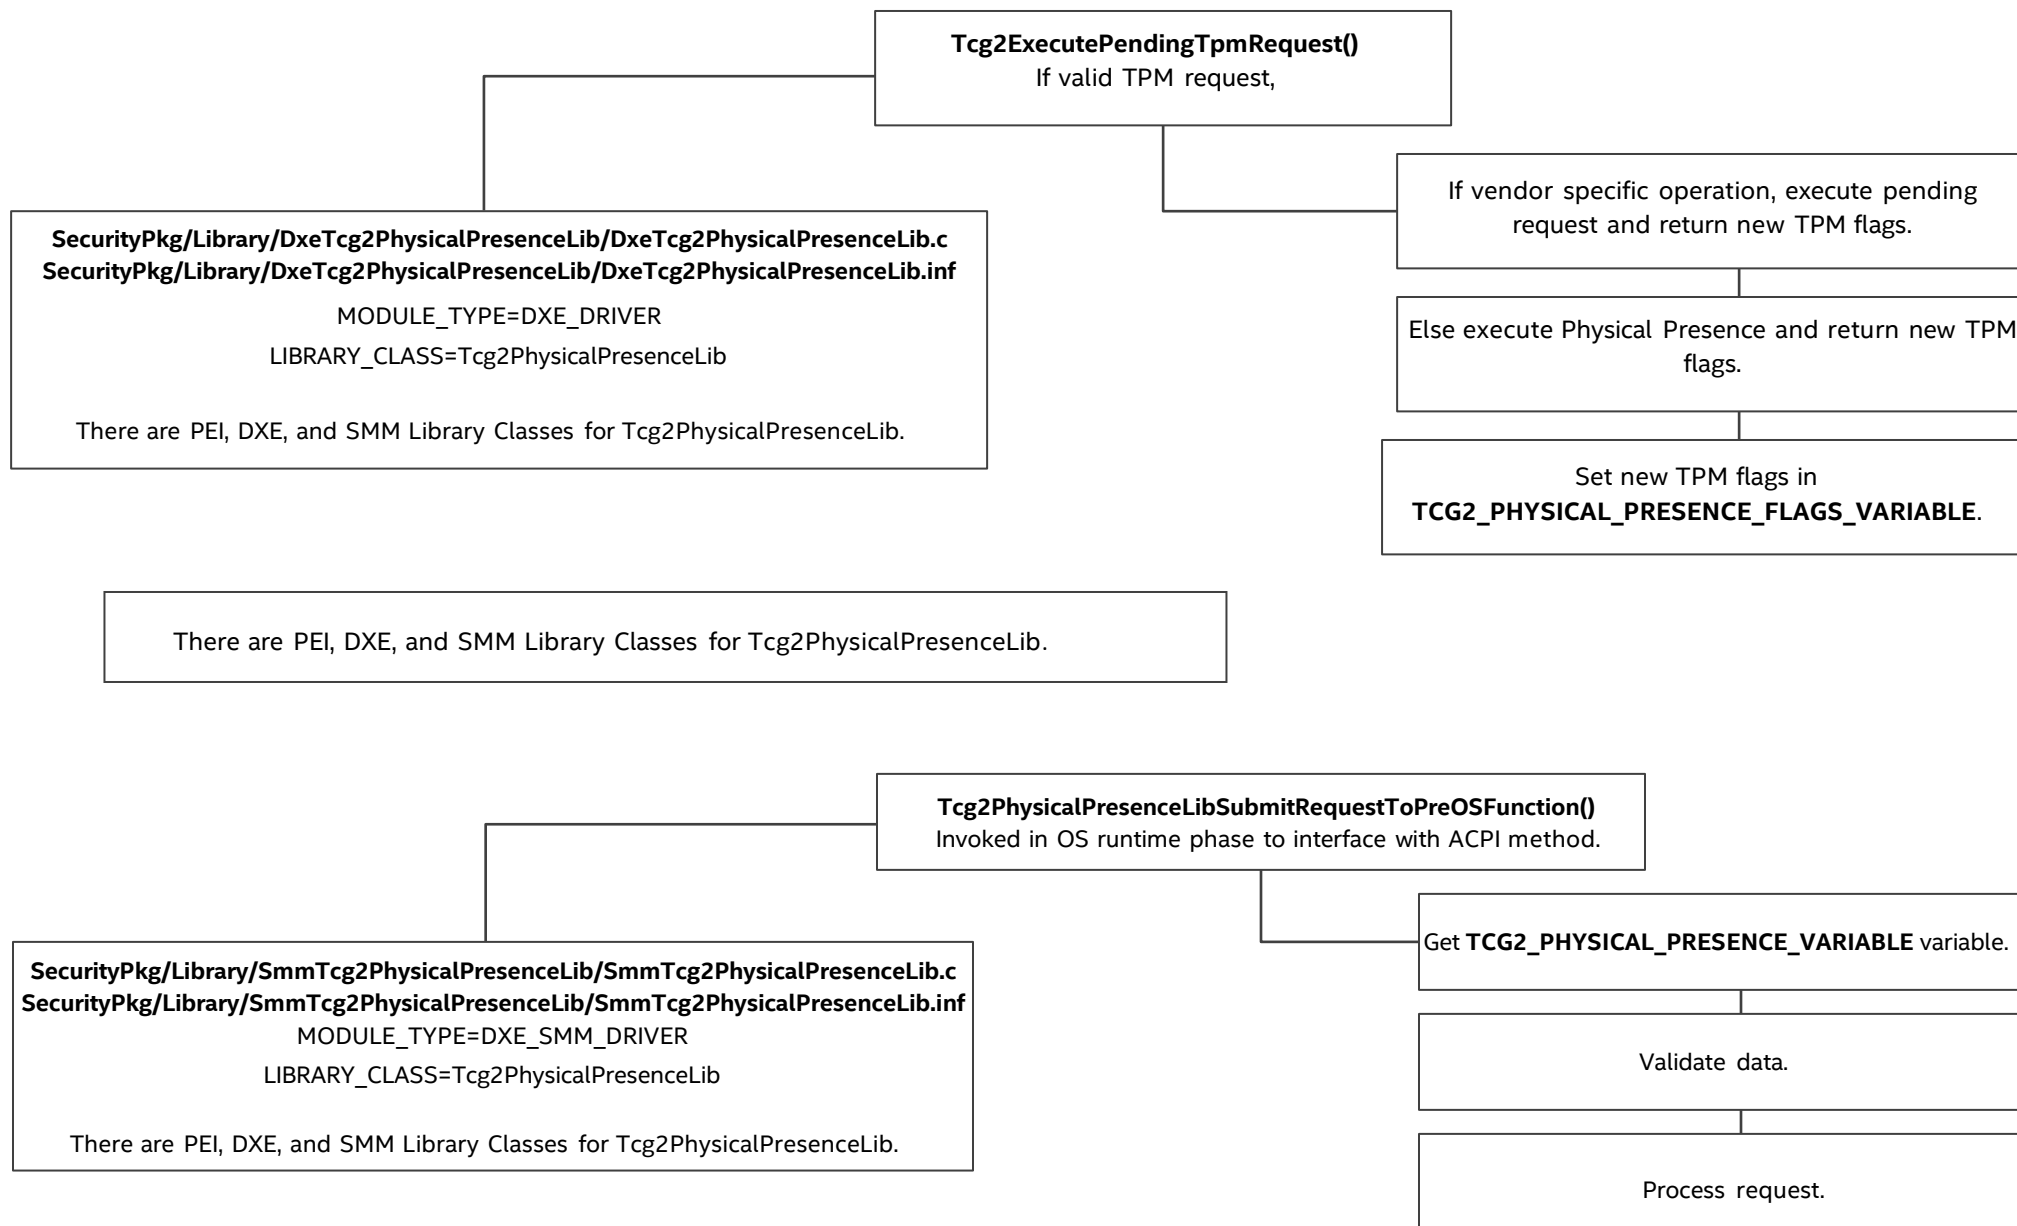 Tcg2ExecutePendingTpmRequest()
If valid TPM request,
If vendor specific operation, execute pending
request and return new TPM flags.
SecurityPkg/Library/DxeTcg2PhysicalPresenceLib/DxeTcg2PhysicalPresenceLib.c
SecurityPkg/Library/DxeTcg2PhysicalPresenceLib/DxeTcg2PhysicalPresenceLib.inf
MODULE_TYPE=DXE_DRIVER
LIBRARY_CLASS=Tcg2PhysicalPresenceLib
There are PEI, DXE, and SMM Library Classes for Tcg2PhysicalPresenceLib.
Else execute Physical Presence and return new TPM
flags.
Set new TPM flags in
TCG2_PHYSICAL_PRESENCE_FLAGS_VARIABLE.
There are PEI, DXE, and SMM Library Classes for Tcg2PhysicalPresenceLib.
Tcg2PhysicalPresenceLibSubmitRequestToPreOSFunction()
Invoked in OS runtime phase to interface with ACPI method.
Get TCG2_PHYSICAL_PRESENCE_VARIABLE variable.
SecurityPkg/Library/SmmTcg2PhysicalPresenceLib/SmmTcg2PhysicalPresenceLib.c
SecurityPkg/Library/SmmTcg2PhysicalPresenceLib/SmmTcg2PhysicalPresenceLib.inf
MODULE_TYPE=DXE_SMM_DRIVER
LIBRARY_CLASS=Tcg2PhysicalPresenceLib
There are PEI, DXE, and SMM Library Classes for Tcg2PhysicalPresenceLib.
Validate data.
Process request.